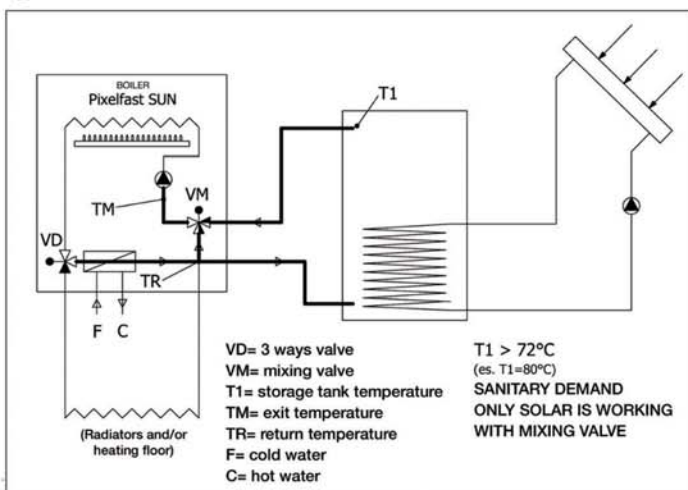 BOILER
Pixelfast SUN
T1
VM
TM
VD
TR
F C
(Radiators and/or
heating floor)
VD= 3 ways valve
VM= mixing valve
T1= storage tank temperature
TM= exit temperature
TR= return temperature
F= cold water
C= hot water
T1 > 72°C
(es. T1=80°C)
SANITARY DEMAND
ONLY SOLAR IS WORKING
WITH MIXING VALVE